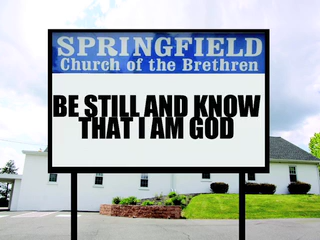 SPRINGFIELD
Church of the Brethren
BE STILL AND KNOW
THAT I AM GOD